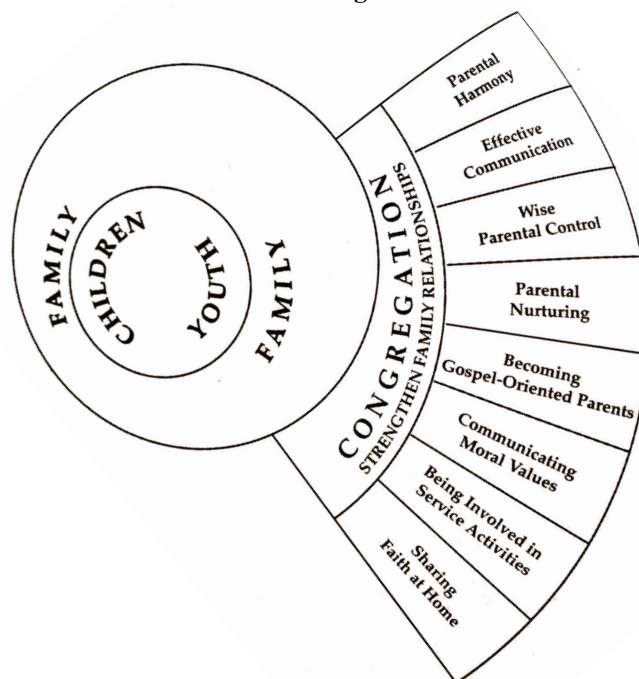 FAMILY
CHILDREN
YOUTH
FAMILY
CONGREGATION
STRENGTHEN FAMILY RELATIONSHIPS
Parental
Harmony
Effective
Communication
Wise
Parental Control
Parental
Nurturing
Becoming
Gospel-Oriented Parents
Communicating
Moral Values
Being Involved in
Service Activities
Sharing
Faith at Home